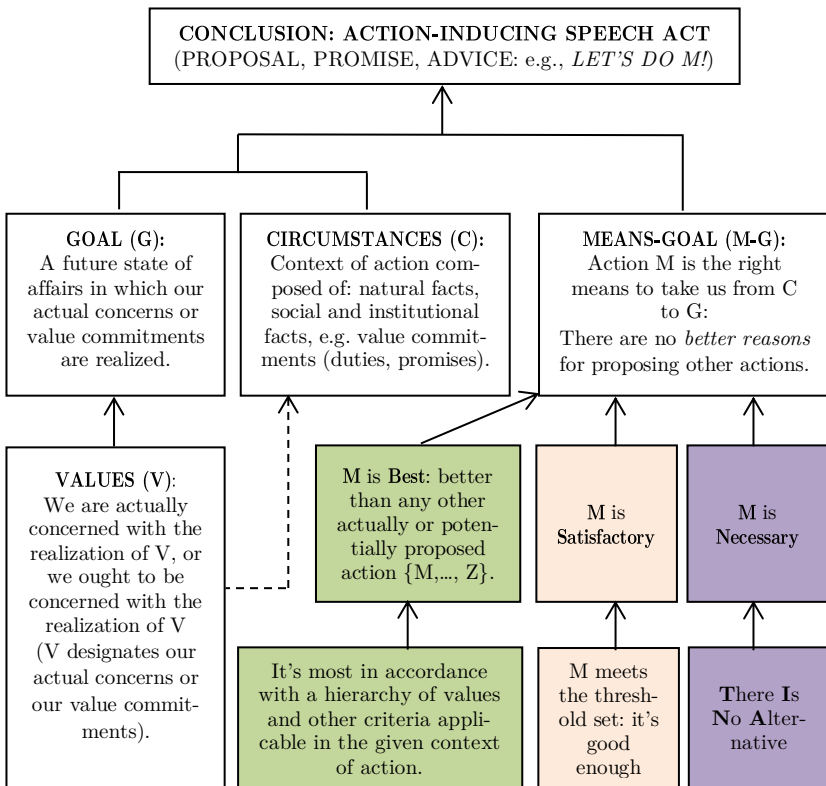 CONCLUSION: ACTION-INDUCING SPEECH ACT
(PROPOSAL, PROMISE, ADVICE: e.g., LET'S DO M!)
GOAL (G):
A future state of
affairs in which our
actual concerns or
value commitments
are realized.
CIRCUMSTANCES (C):
Context of action com-
posed of: natural facts,
social and institutional
facts, e.g. value commit-
ments (duties, promises).
MEANS-GOAL (M-G):
Action M is the right
means to take us from C
to G:
There are no better reasons
for proposing other actions.
VALUES (V):
We are actually
concerned with the
realization of V, or
we ought to be
concerned with the
realization of V
(V designates our
actual concerns or
our value commit-
ments).
M is Best: better
than any other
actually or poten-
tially proposed
action {M,..., Z}.
M is
Satisfactory
M is
Necessary
It's most in accordance
with a hierarchy of values
and other criteria appli-
cable in the given context
of action.
M meets
the thresh-
old set: it's
good
enough
There Is
No Alter-
native